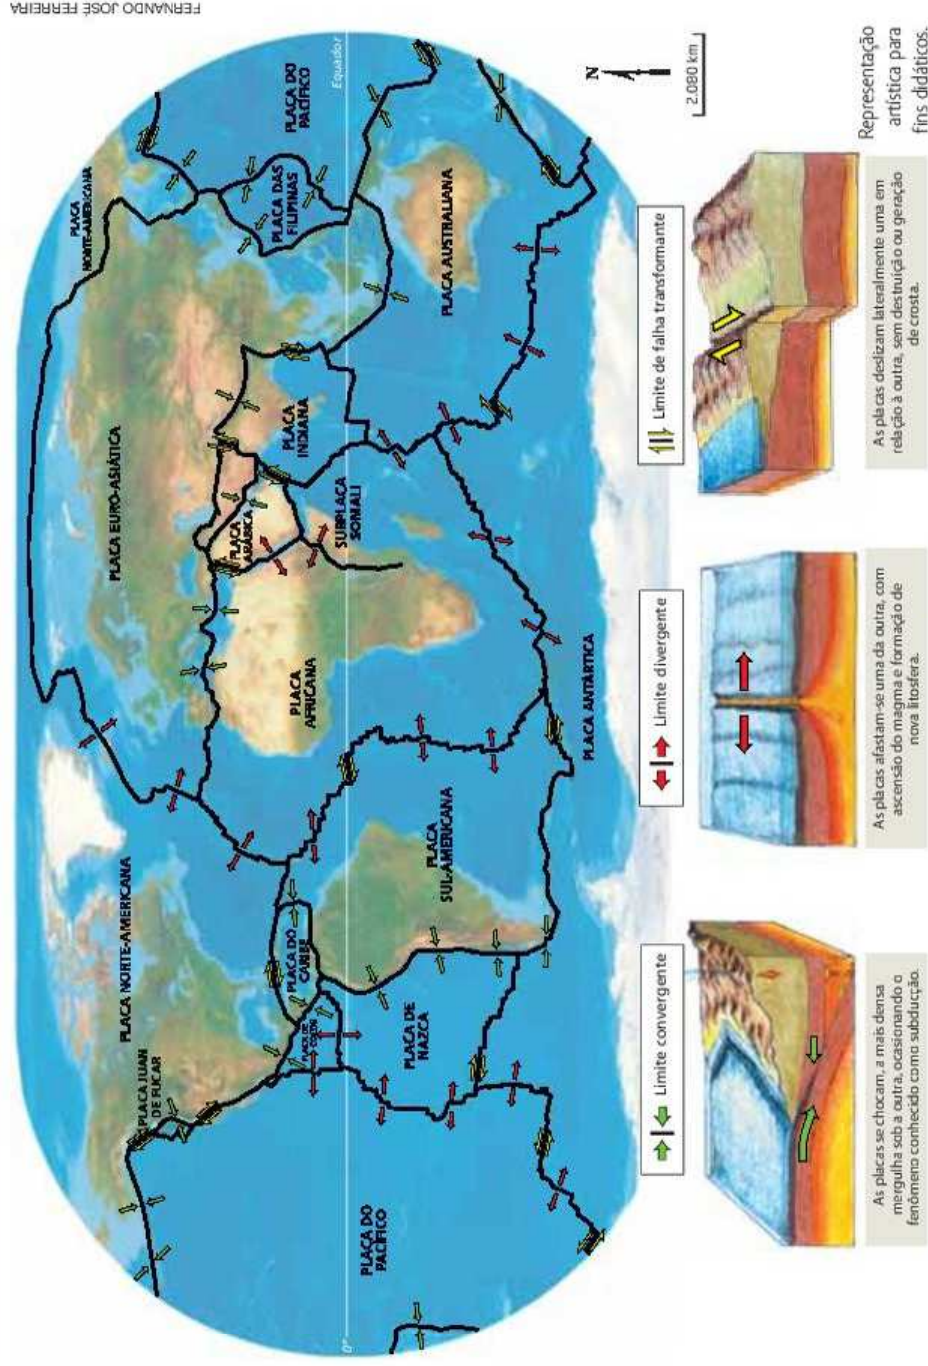 FERNANDO JOSÉ FERREIRA
PLACA
NORTE-AMERICANA
PLACA DO
PACÍFICO
PLACA NORTE-AMERICANA
PLACA EURO-ASIÁTICA
PLACA JUAN
DE FUCAR
PLACA DAS
FILIPINAS
Equador
PLACA DO
CARIBE
PLACA DE
COCOS
PLACA
ARÁBICA
PLACA
INDIANA
PLACA
AFRICANA
SUBPLACA
SOMALI
0°
PLACA DO
PACÍFICO
PLACA DE
NAZCA
PLACA
SUL-AMERICANA
PLACA AUSTRALIANA
PLACA ANTÁRTICA
N
2.080 km
Limite convergente
Limite divergente
Limite de falha transformante
As placas se chocam, a mais densa
mergulha sob a outra, ocasionando o
fenômeno conhecido como subducção.
As placas afastam-se uma da outra, com
ascensão do magma e formação de
nova litosfera.
As placas deslizam lateralmente uma em
relação à outra, sem destruição ou geração
de crosta.
Representação
artística para
fins didáticos.